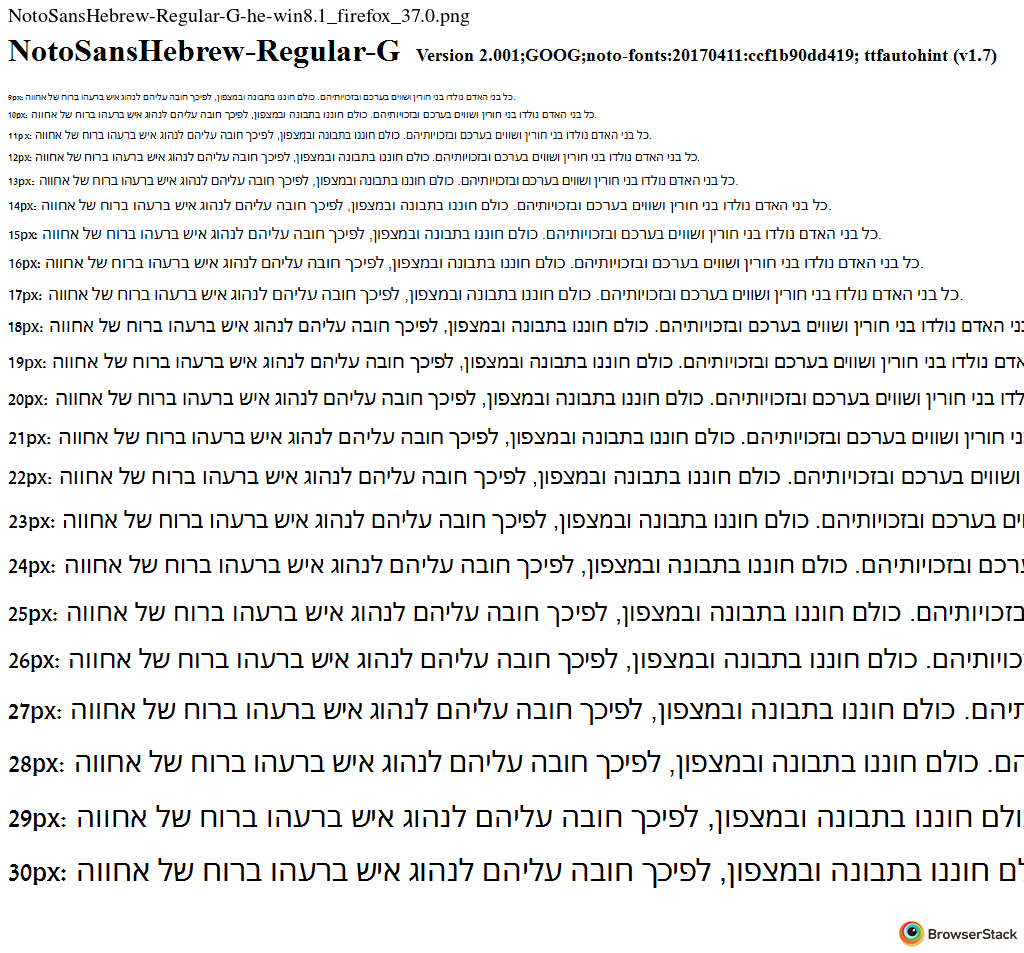 NotoSansHebrew-Regular-G-he-win8.1_firefox_37.0.png
NotoSansHebrew-Regular-G Version 2.001;GOOG;noto-fonts:20170411:ccf1b90dd419; ttfautohint (v1.7)
9px: כל בני האדם נולדו בני חורין ושווים בערכם ובזכויותיהם. כולם חוננו בתבונה ובמצפון, לפיכך חובה עליהם לנהוג איש ברעהו ברוח של אחווה.
10px: כל בני האדם נולדו בני חורין ושווים בערכם ובזכויותיהם. כולם חוננו בתבונה ובמצפון, לפיכך חובה עליהם לנהוג איש ברעהו ברוח של אחווה.
11px: כל בני האדם נולדו בני חורין ושווים בערכם ובזכויותיהם. כולם חוננו בתבונה ובמצפון, לפיכך חובה עליהם לנהוג איש ברעהו ברוח של אחווה.
12px: כל בני האדם נולדו בני חורין ושווים בערכם ובזכויותיהם. כולם חוננו בתבונה ובמצפון, לפיכך חובה עליהם לנהוג איש ברעהו ברוח של אחווה.
13px: כל בני האדם נולדו בני חורין ושווים בערכם ובזכויותיהם. כולם חוננו בתבונה ובמצפון, לפיכך חובה עליהם לנהוג איש ברעהו ברוח של אחווה.
14px: כל בני האדם נולדו בני חורין ושווים בערכם ובזכויותיהם. כולם חוננו בתבונה ובמצפון, לפיכך חובה עליהם לנהוג איש ברעהו ברוח של אחווה.
15px: כל בני האדם נולדו בני חורין ושווים בערכם ובזכויותיהם. כולם חוננו בתבונה ובמצפון, לפיכך חובה עליהם לנהוג איש ברעהו ברוח של אחווה.
16px: כל בני האדם נולדו בני חורין ושווים בערכם ובזכויותיהם. כולם חוננו בתבונה ובמצפון, לפיכך חובה עליהם לנהוג איש ברעהו ברוח של אחווה.
17px: כל בני האדם נולדו בני חורין ושווים בערכם ובזכויותיהם. כולם חוננו בתבונה ובמצפון, לפיכך חובה עליהם לנהוג איש ברעהו ברוח של אחווה.
18px: ני האדם נולדו בני חורין ושווים בערכם ובזכויותיהם. כולם חוננו בתבונה ובמצפון, לפיכך חובה עליהם לנהוג איש ברעהו ברוח של אחווה
19px: אדם נולדו בני חורין ושווים בערכם ובזכויותיהם. כולם חוננו בתבונה ובמצפון, לפיכך חובה עליהם לנהוג איש ברעהו ברוח של אחווה
20px: לדו בני חורין ושווים בערכם ובזכויותיהם. כולם חוננו בתבונה ובמצפון, לפיכך חובה עליהם לנהוג איש ברעהו ברוח של אחווה
21px: ני חורין ושווים בערכם ובזכויותיהם. כולם חוננו בתבונה ובמצפון, לפיכך חובה עליהם לנהוג איש ברעהו ברוח של אחווה
22px: ושווים בערכם ובזכויותיהם. כולם חוננו בתבונה ובמצפון, לפיכך חובה עליהם לנהוג איש ברעהו ברוח של אחווה
23px: ים בערכם ובזכויותיהם. כולם חוננו בתבונה ובמצפון, לפיכך חובה עליהם לנהוג איש ברעהו ברוח של אחווה
24px: ערכם ובזכויותיהם. כולם חוננו בתבונה ובמצפון, לפיכך חובה עליהם לנהוג איש ברעהו ברוח של אחווה
25px: בזכויותיהם. כולם חוננו בתבונה ובמצפון, לפיכך חובה עליהם לנהוג איש ברעהו ברוח של אחווה
26px: כויותיהם. כולם חוננו בתבונה ובמצפון, לפיכך חובה עליהם לנהוג איש ברעהו ברוח של אחווה
27px: תיהם. כולם חוננו בתבונה ובמצפון, לפיכך חובה עליהם לנהוג איש ברעהו ברוח של אחווה
28px: הם. כולם חוננו בתבונה ובמצפון, לפיכך חובה עליהם לנהוג איש ברעהו ברוח של אחווה
29px: ולם חוננו בתבונה ובמצפון, לפיכך חובה עליהם לנהוג איש ברעהו ברוח של אחווה
30px: לם חוננו בתבונה ובמצפון, לפיכך חובה עליהם לנהוג איש ברעהו ברוח של אחווה
BrowserStack